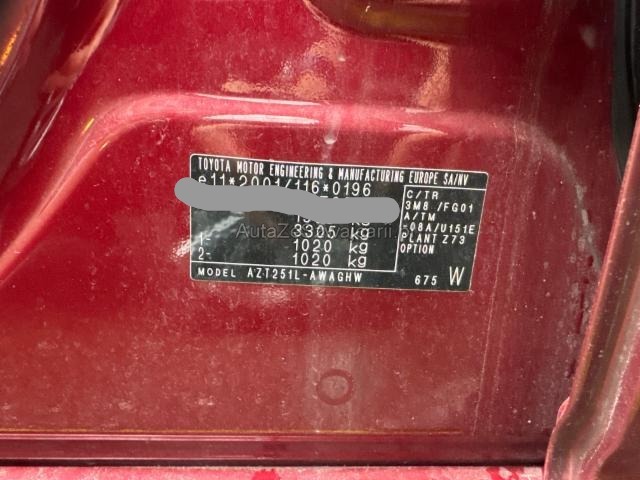 TOYOTA MOTOR ENGINEERING & MANUFACTURING EUROPE SA/NV
e11*2001/116*0196
3305 kg
1- 1020 kg
2- 1020 kg
C/TR
3M8 /FG01
A/TM
-08A/U151E
PLANT Z73
OPTION
MODEL AZT251L-AWAGHW
675 W